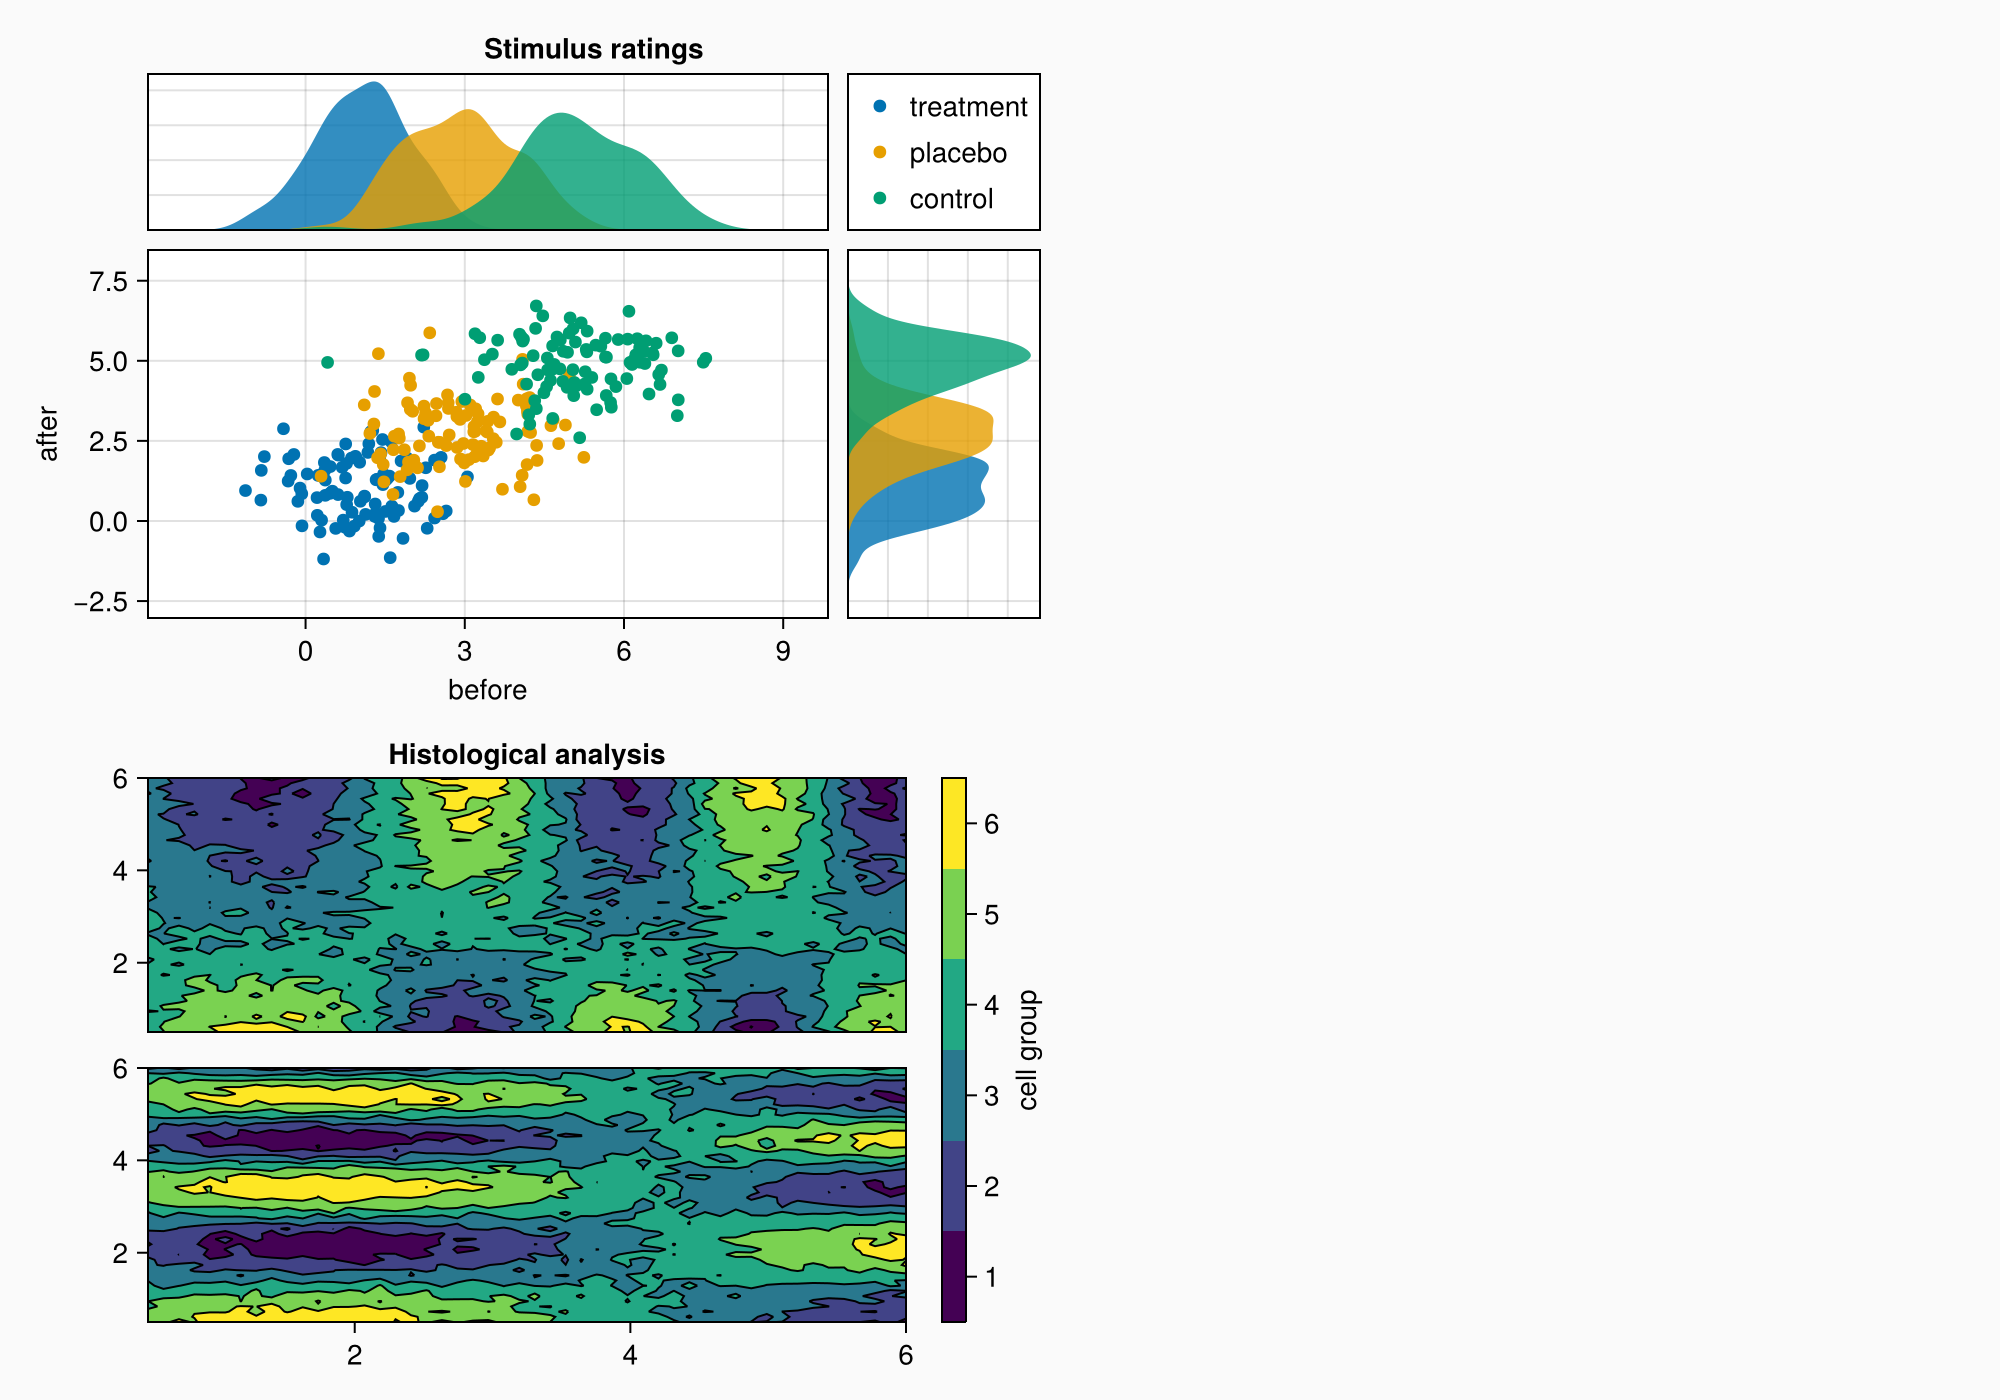 Stimulus ratings
treatment
placebo
control
7.5
5.0
2.5
0.0
−2.5
after
0 3 6 9
before
Histological analysis
6
4
2
6
4
2
2 4 6
6
5
4
3
2
1
cell group